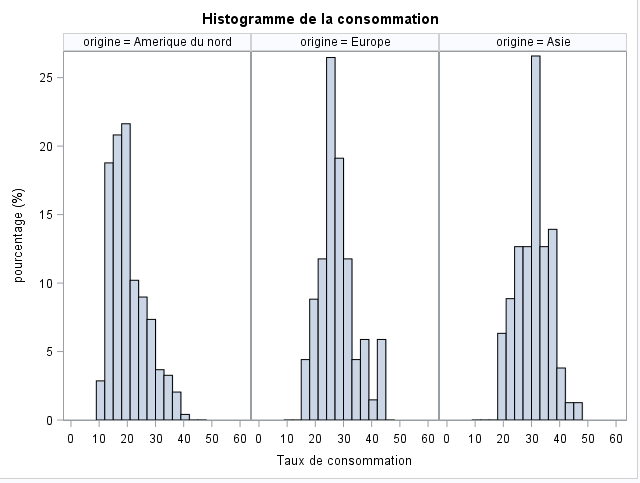 Histogramme de la consommation
origine = Amerique du nord
origine = Europe
origine = Asie
pourcentage (%)
25
20
15
10
5
0
0 10 20 30 40 50 60
0 10 20 30 40 50 60
0 10 20 30 40 50 60
Taux de consommation